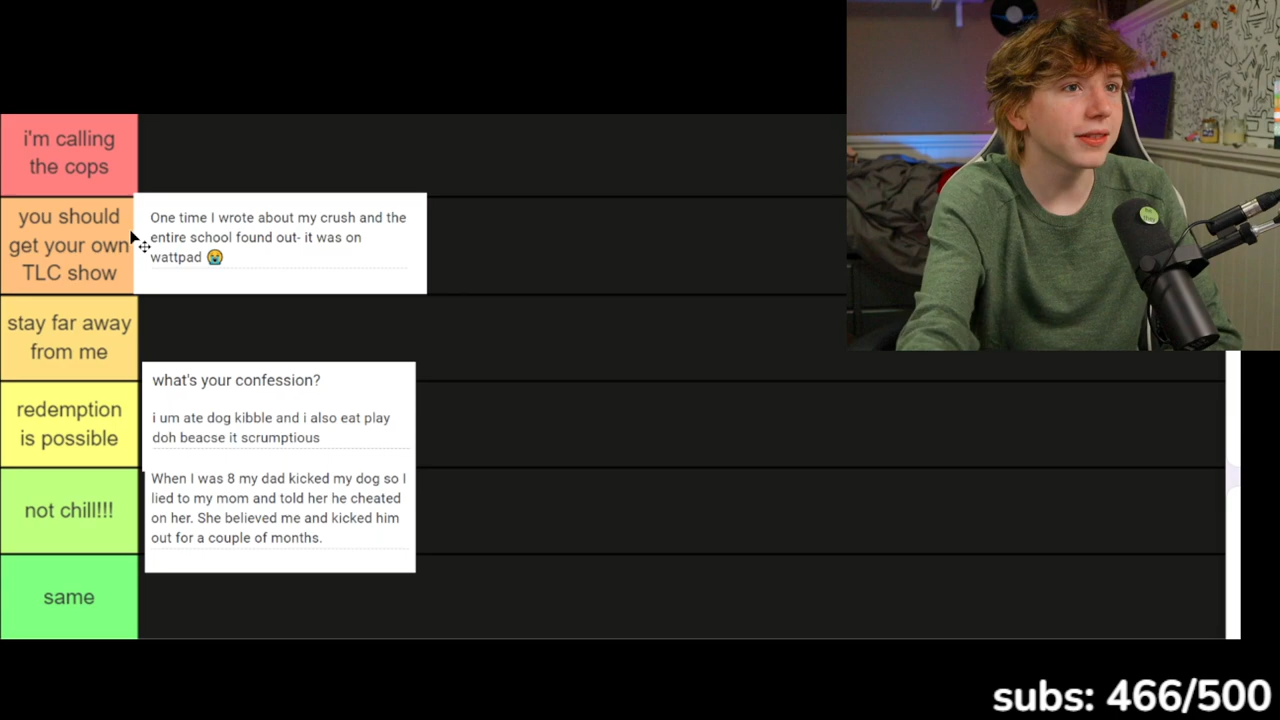 i'm calling
the cops
you should
get your own
TLC show
One time I wrote about my crush and the
entire school found out- it was on
wattpad 😭
stay far away
from me
what's your confession?
redemption
is possible
i um ate dog kibble and i also eat play
doh beacse it scrumptious
not chill!!!
When I was 8 my dad kicked my dog so I
lied to my mom and told her he cheated
on her. She believed me and kicked him
out for a couple of months.
same
subs: 466/500